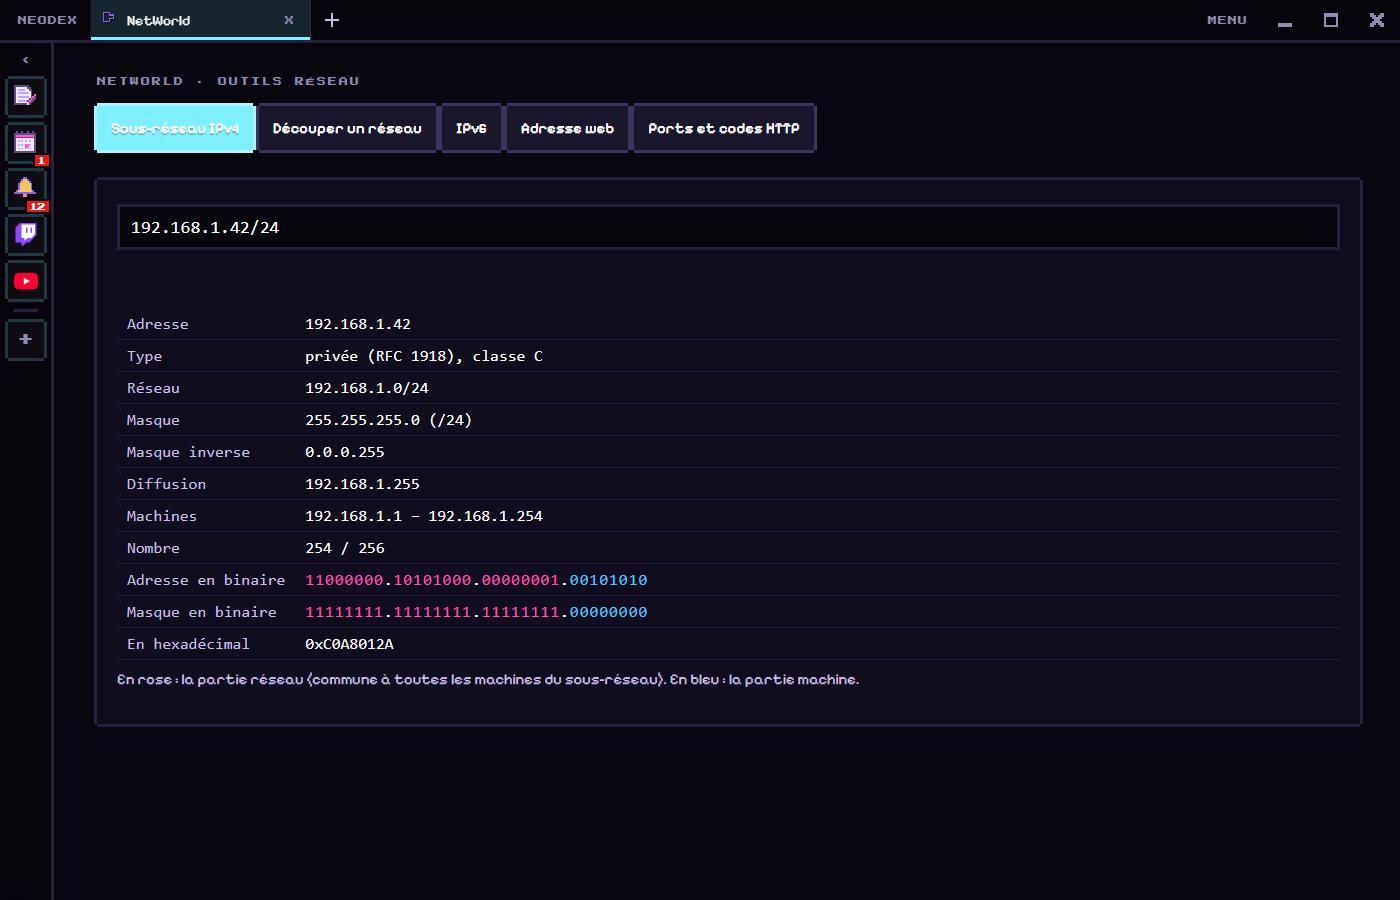 NEODEX
NetWorld
MENU
1
12
NETWORLD · OUTILS RéSEAU
Sous-réseau IPv4
Découper un réseau
IPv6
Adresse web
Ports et codes HTTP
192.168.1.42/24
Adresse 192.168.1.42
Type privée (RFC 1918), classe C
Réseau 192.168.1.0/24
Masque 255.255.255.0 (/24)
Masque inverse 0.0.0.255
Diffusion 192.168.1.255
Machines 192.168.1.1 – 192.168.1.254
Nombre 254 / 256
Adresse en binaire 11000000.10101000.00000001.00101010
Masque en binaire 11111111.11111111.11111111.00000000
En hexadécimal 0xC0A8012A
En rose : la partie réseau (commune à toutes les machines du sous-réseau). En bleu : la partie machine.